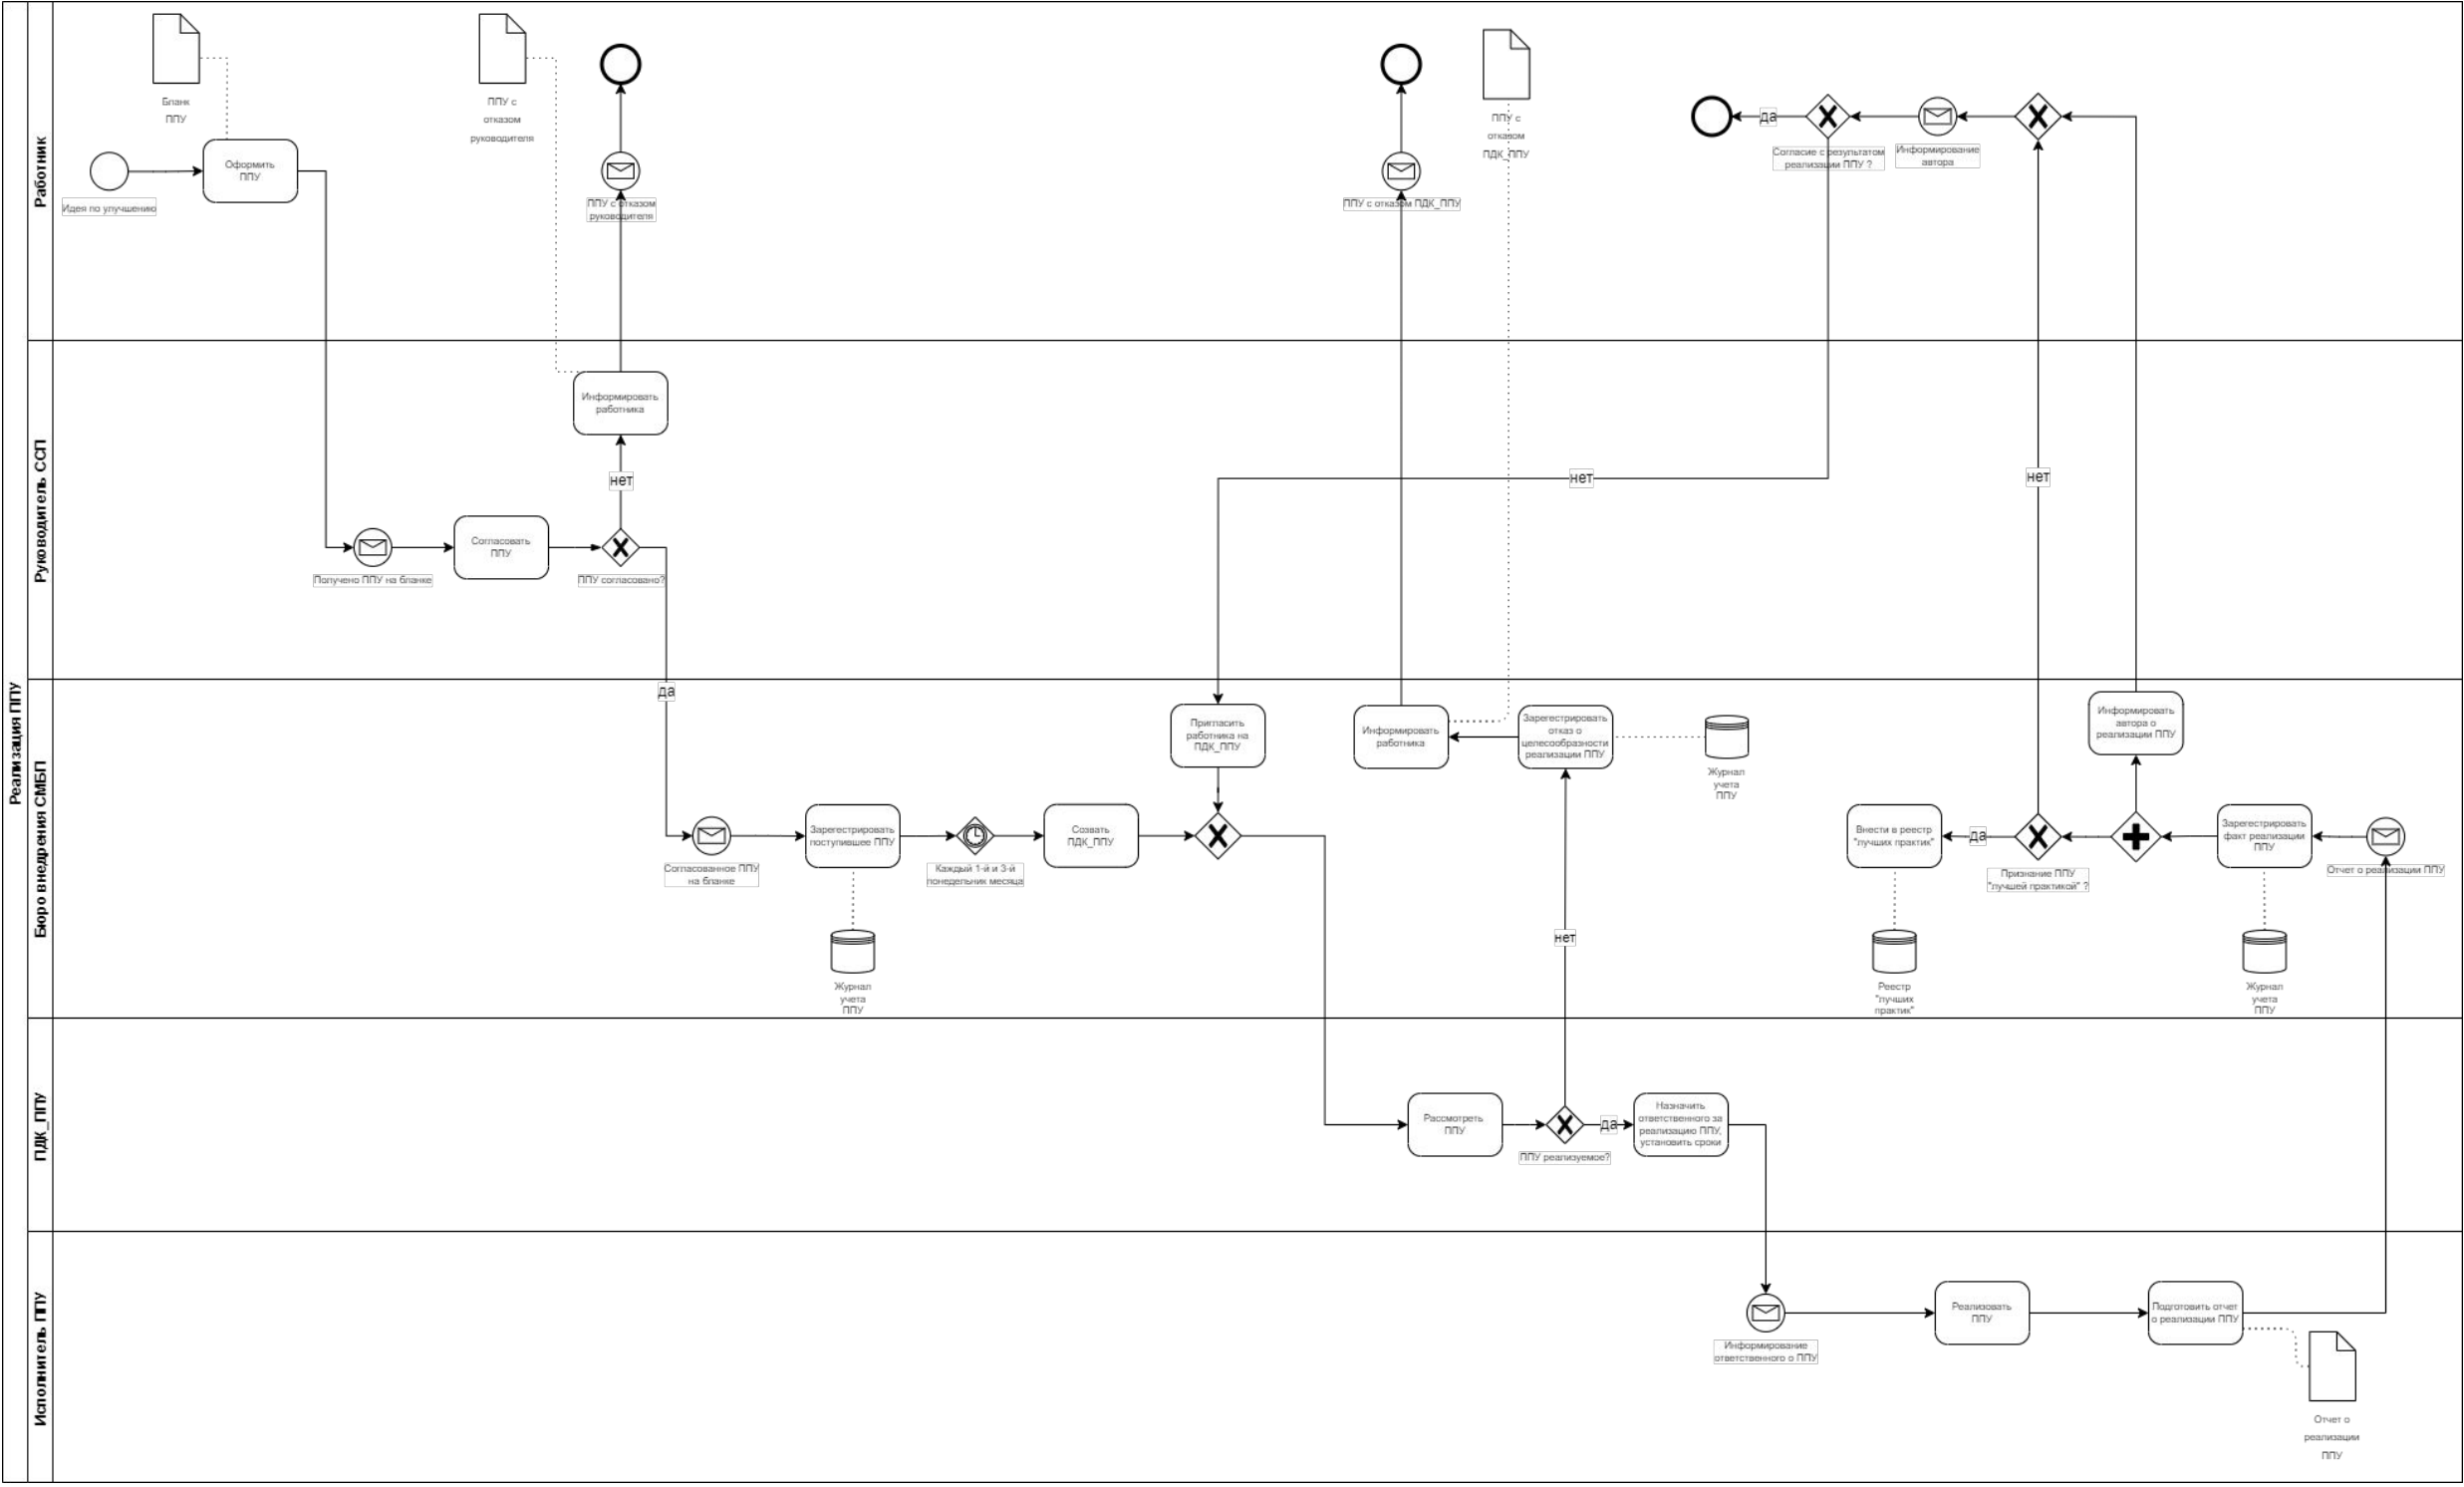 Реализация ППУ
Работник
Бланк
ППУ
Идея по улучшению
Оформить
ППУ
ППУ с
отказом
руководителя
ППУ с отказом
руководителя
ППУ с отказом ПДК_ППУ
ППУ с
отказом
ПДК_ППУ
да
Согласие с результатом
реализации ППУ ?
Информирование
автора
Руководитель ССП
Получено ППУ на бланке
Согласовать
ППУ
ППУ согласовано?
нет
Информировать
работника
нет
нет
да
Бюро внедрения СМБП
Согласованное ППУ
на бланке
Зарегестрировать
поступившее ППУ
Журнал
учета
ППУ
Каждый 1-й и 3-й
понедельник месяца
Созвать
ПДК_ППУ
Пригласить
работника на
ПДК_ППУ
Информировать
работника
Зарегестрировать
отказ о
целесообразности
реализации ППУ
Журнал
учета
ППУ
нет
Внести в реестр
"лучших практик"
Реестр
"лучших
практик"
да
Признание ППУ
"лучшей практикой" ?
Информировать
автора о
реализации ППУ
Зарегестрировать
факт реализации
ППУ
Журнал
учета
ППУ
Отчет о реализации ППУ
ПДК_ППУ
Рассмотреть
ППУ
ППУ реализуемое?
да
Назначить
ответственного за
реализацию ППУ,
установить сроки
Исполнитель ППУ
Информирование
ответственного о ППУ
Реализовать
ППУ
Подготовить отчет
о реализации ППУ
Отчет о
реализации
ППУ